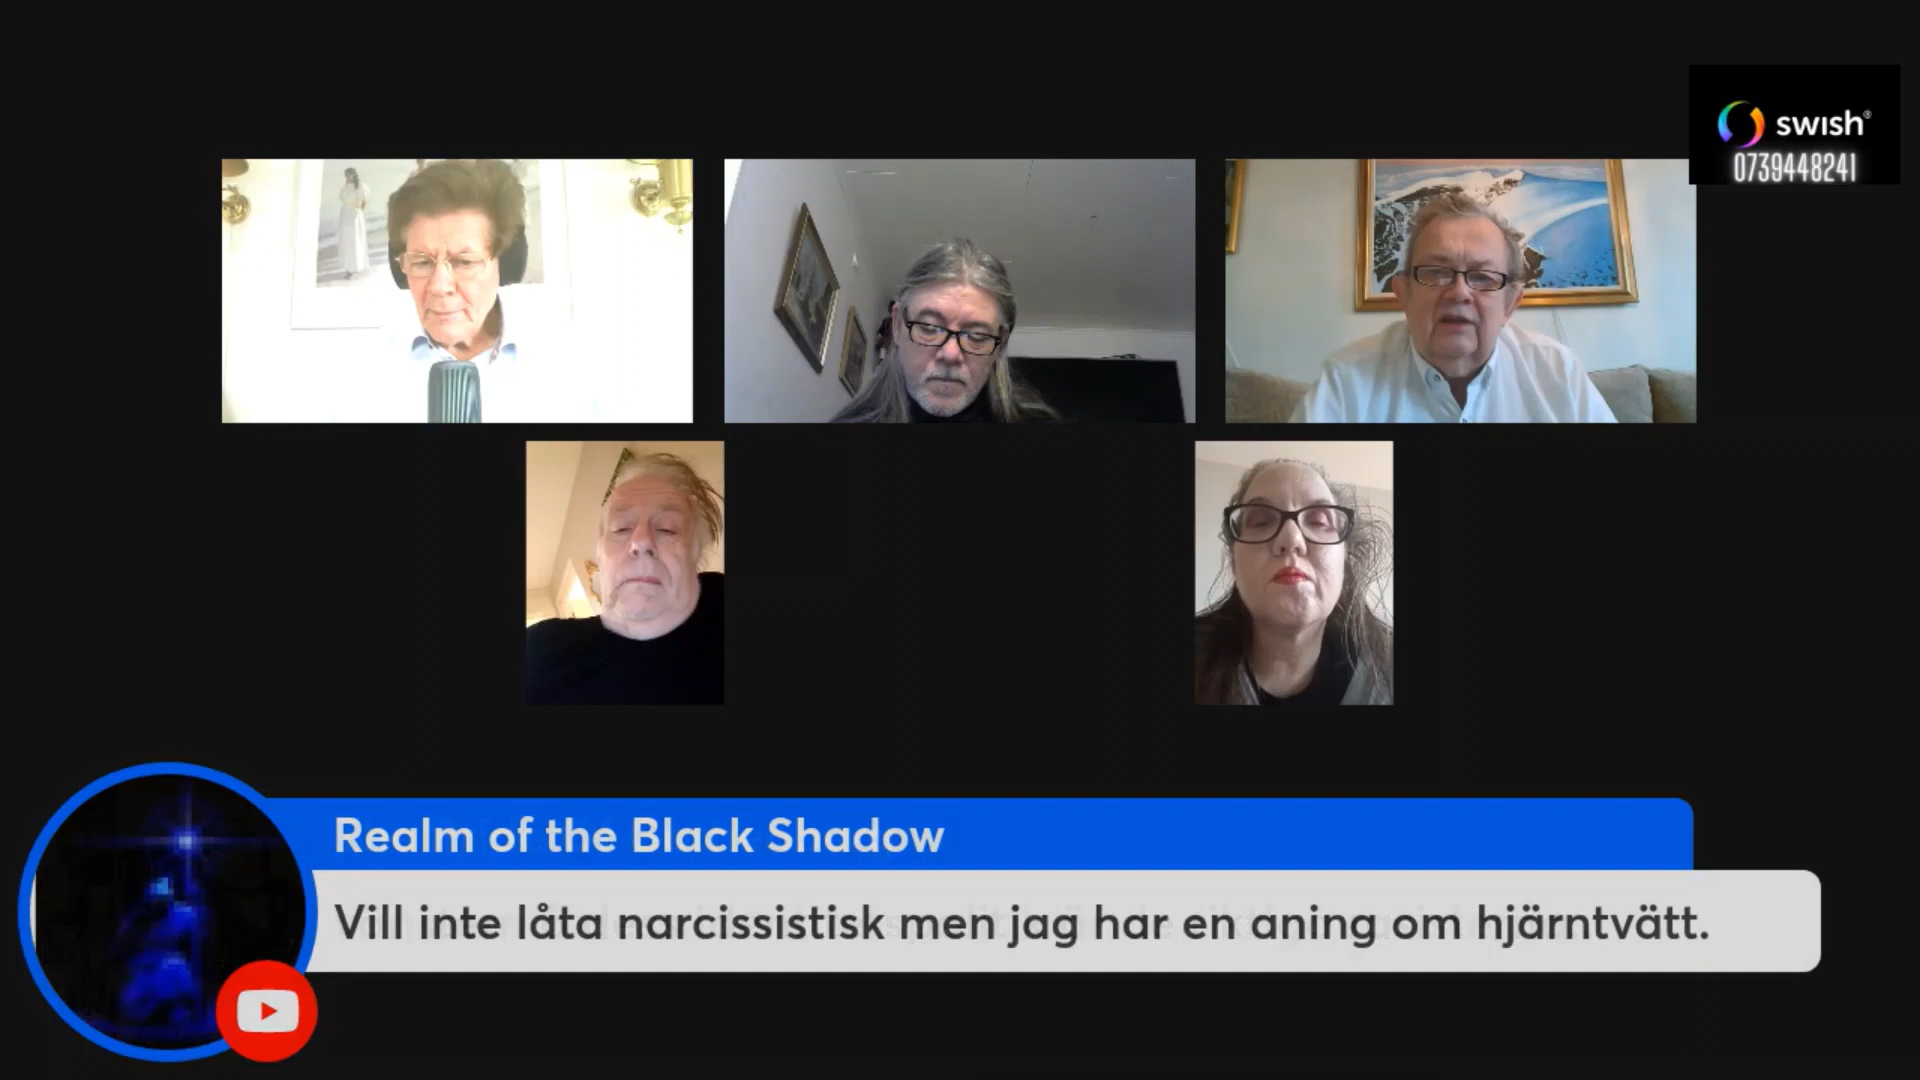 swish®
0739448241
Realm of the Black Shadow
Vill inte låta narcissistisk men jag har en aning om hjärntvätt.